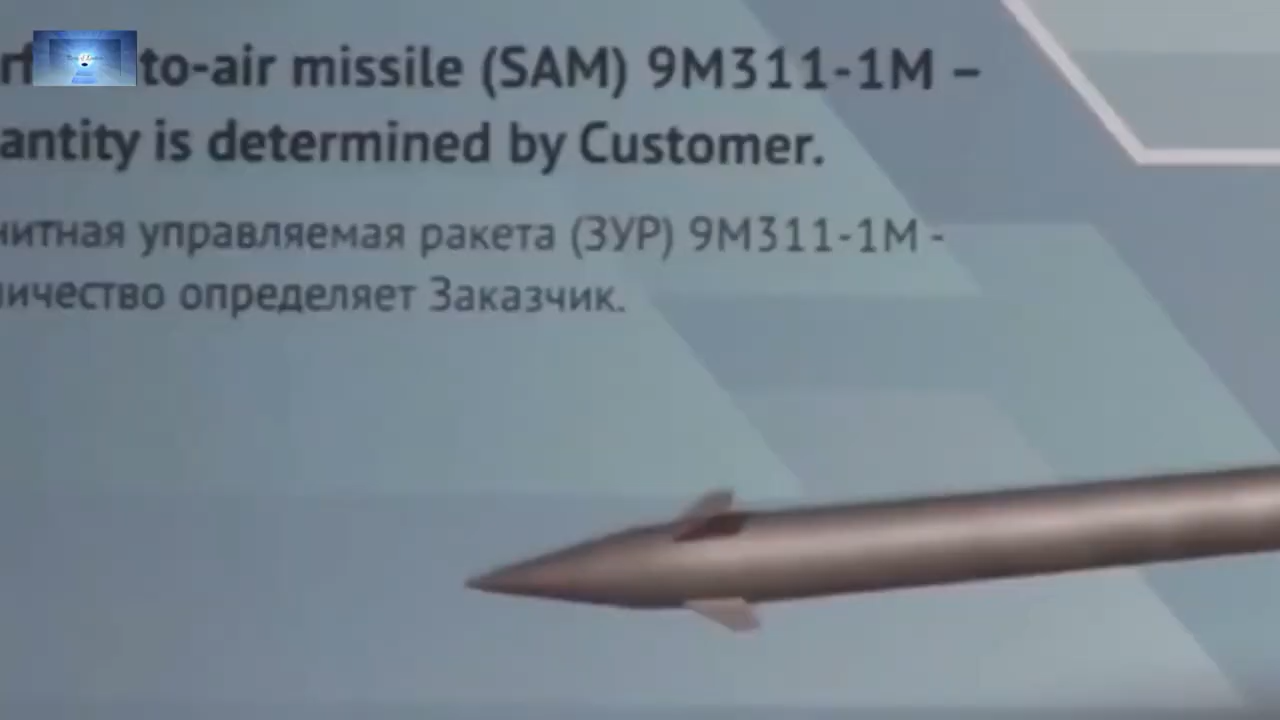 to-air missile (SAM) 9M311-1M –
antity is determined by Customer.
нитная управляемая ракета (ЗУР) 9М311-1М -
ичество определяет Заказчик.